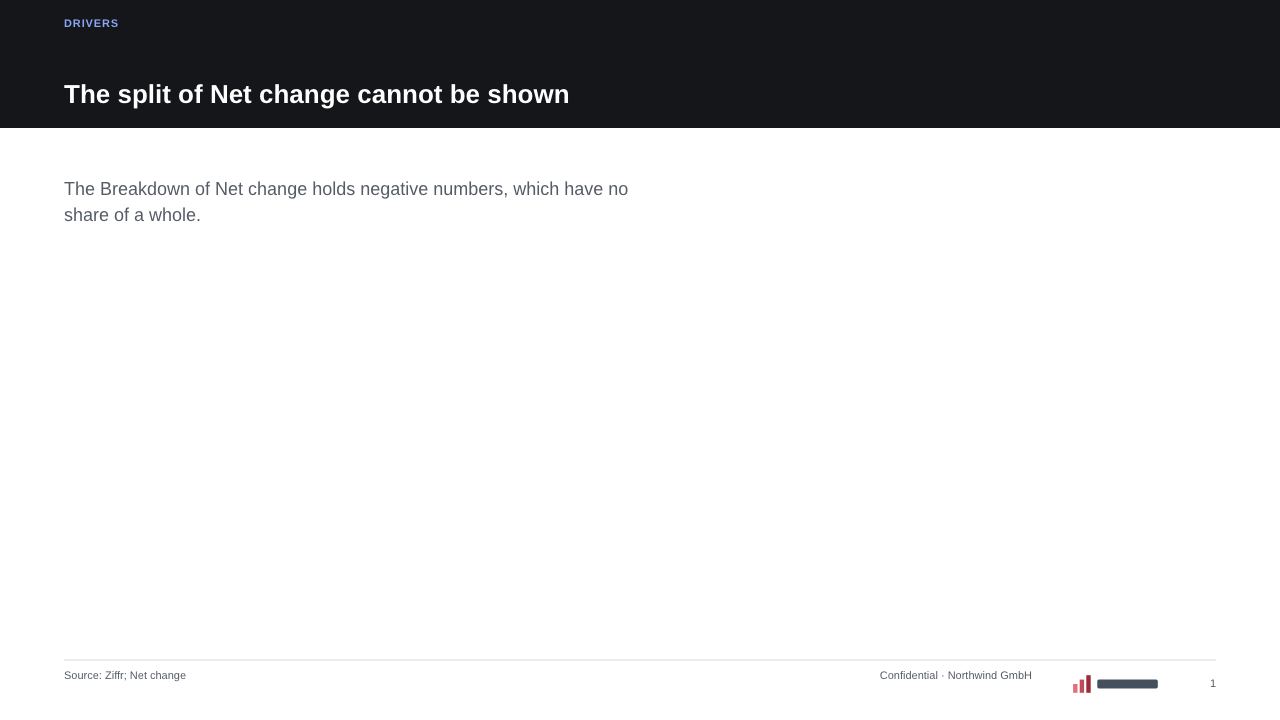 DRIVERS
The split of Net change cannot be shown
The Breakdown of Net change holds negative numbers, which have no
share of a whole.
Source: Ziffr; Net change
Confidential · Northwind GmbH
1